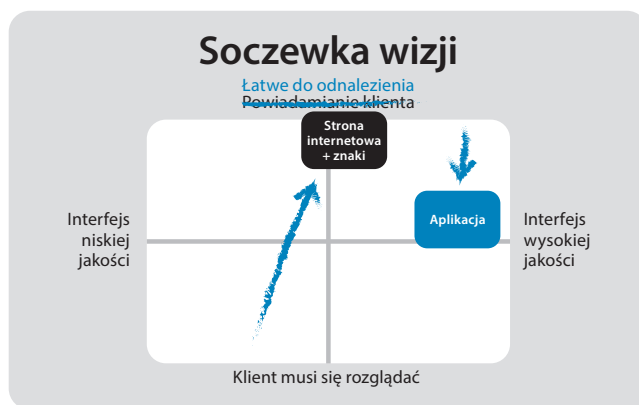 Soczewka wizji
Łatwe do odnalezienia
Powiadamianie klienta
Strona
internetowa
+ znaki
Interfejs
niskiej
jakości
Aplikacja
Interfejs
wysokiej
jakości
Klient musi się rozglądać